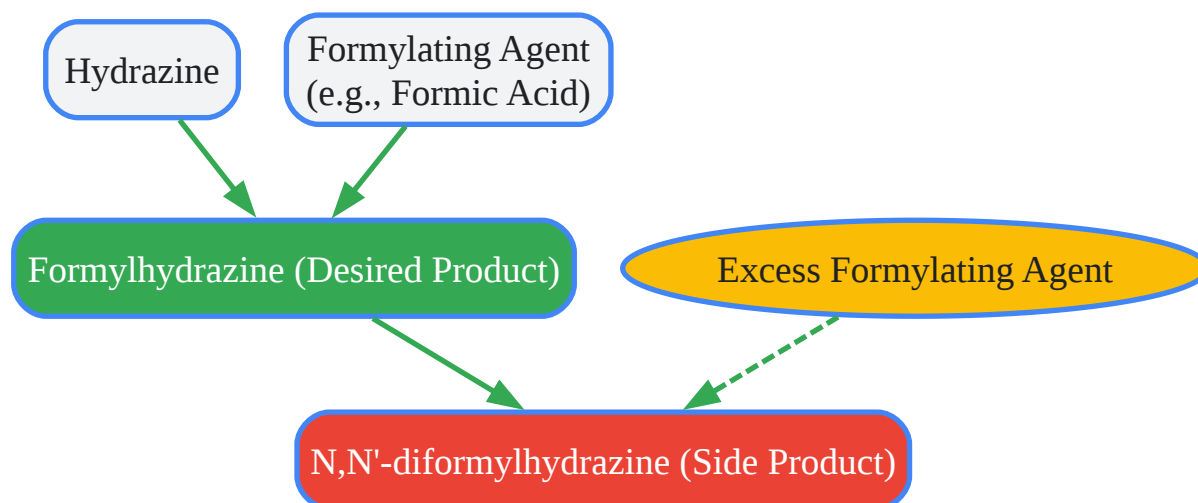 Hydrazine
Formylating Agent
(e.g., Formic Acid)
Formylhydrazine (Desired Product)
Excess Formylating Agent
N,N'-diformylhydrazine (Side Product)